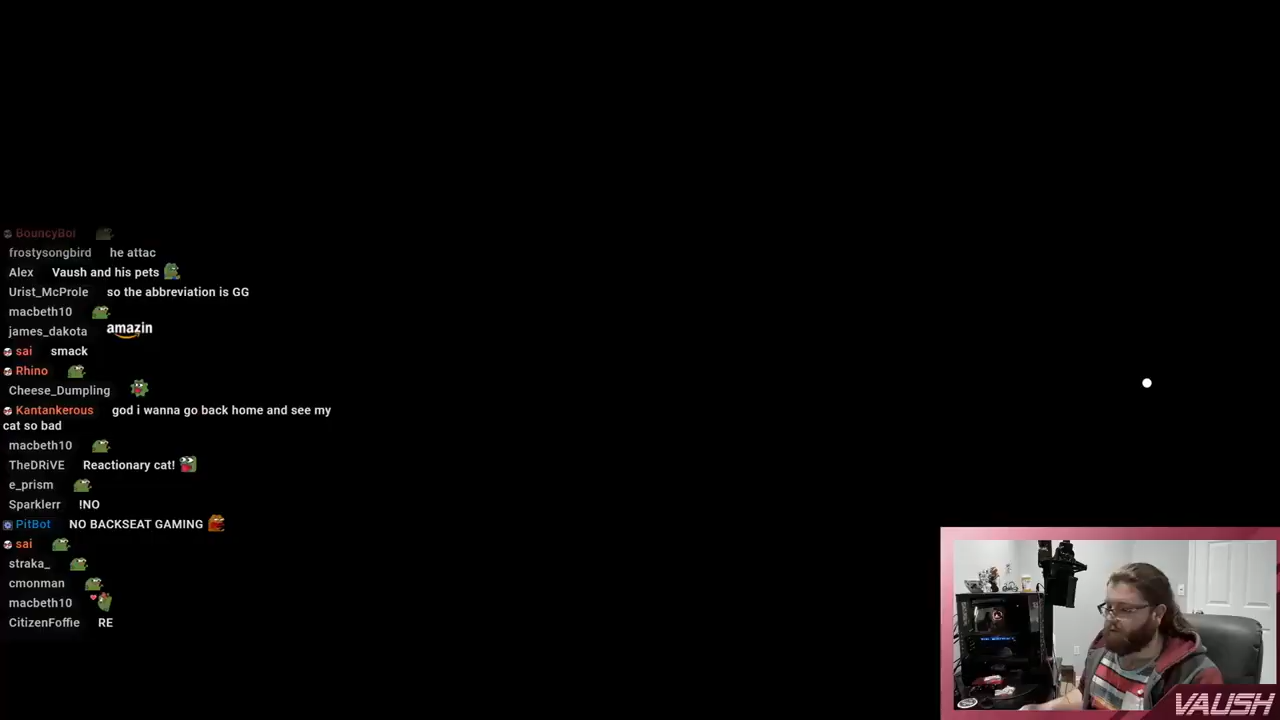 BouncyBoi
frostysongbird he attac
Alex Vaush and his pets
Urist_McProle so the abbreviation is GG
macbeth10
james_dakota amazin
sai smack
Rhino
Cheese_Dumpling
Kantankerous god i wanna go back home and see my
cat so bad
macbeth10
TheDRiVE Reactionary cat!
e_prism
Sparklerr !NO
PitBot NO BACKSEAT GAMING
sai
straka_
cmonman
macbeth10
CitizenFoffie RE
VAUSH